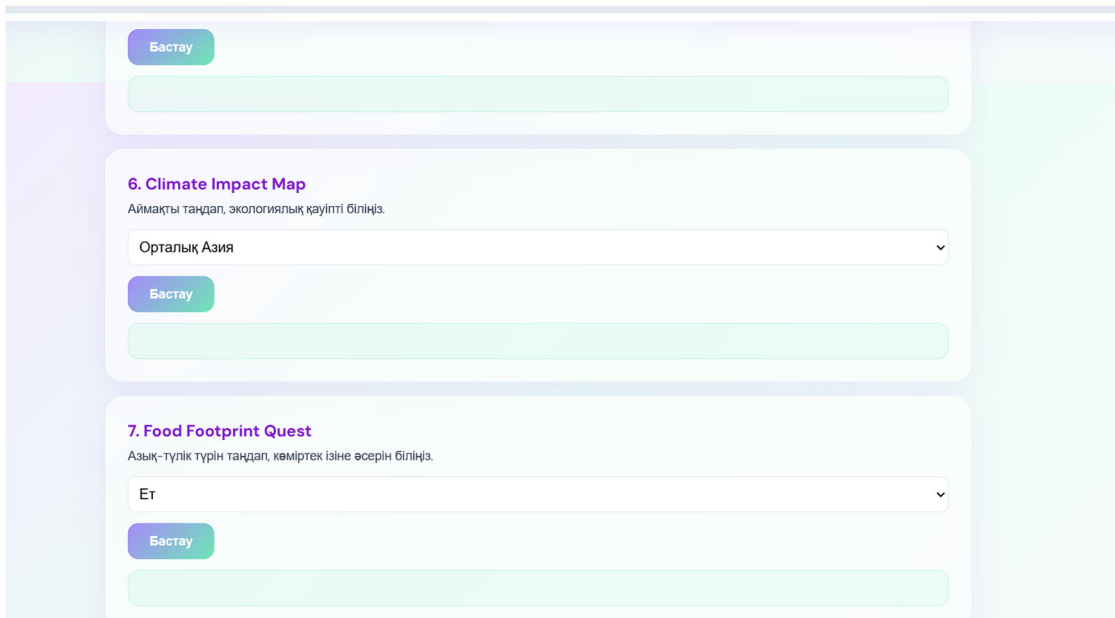 Бастау
6. Climate Impact Map
Аймақты таңдап, экологиялық қауіпті біліңіз.
Орталық Азия
Бастау
7. Food Footprint Quest
Азық-түлік түрін таңдап, көміртек ізіне әсерін біліңіз.
Ет
Бастау